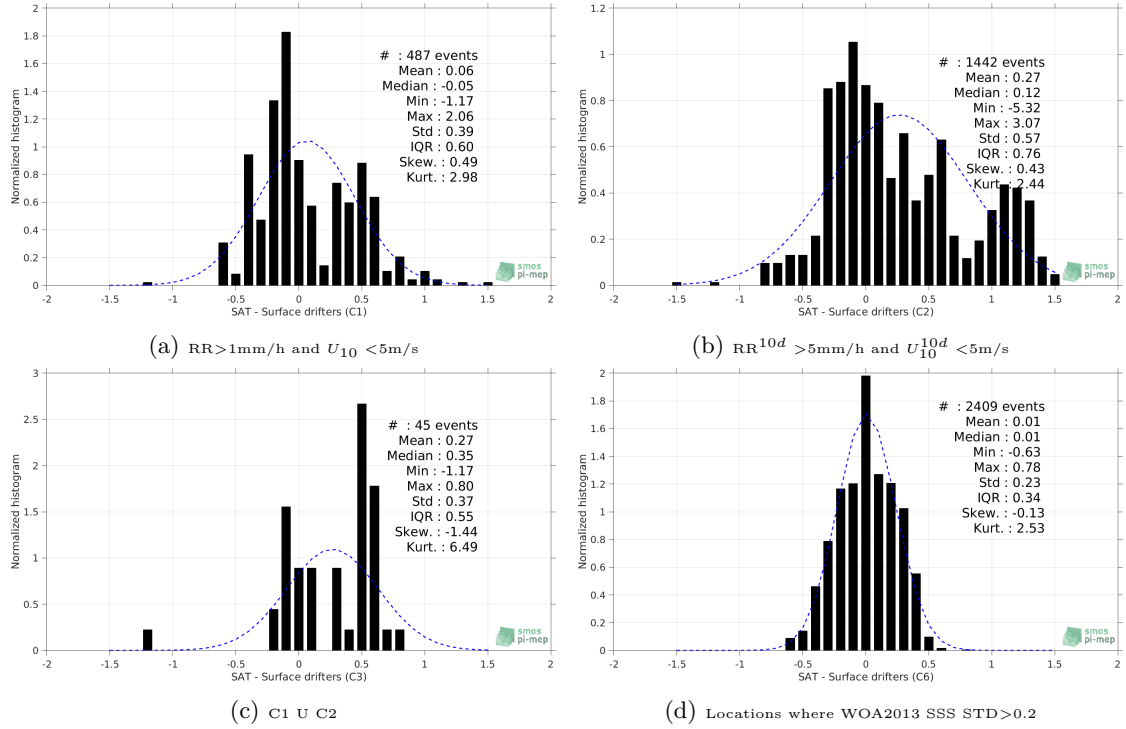 2
1.8
1.6
1.4
1.2
1
0.8
0.6
0.4
0.2
0
Normalized histogram
# : 487 events
Mean : 0.06
Median : -0.05
Min : -1.17
Max : 2.06
Std : 0.39
IQR : 0.60
Skew. : 0.49
Kurt. : 2.98
smos
pi-mep
-2 -1.5 -1 -0.5 0 0.5 1 1.5 2
SAT - Surface drifters (C1)
(a) RR>1mm/h and U10 <5m/s
1.2
1
0.8
0.6
0.4
0.2
0
Normalized histogram
# : 1442 events
Mean : 0.27
Median : 0.12
Min : -5.32
Max : 3.07
Std : 0.57
IQR : 0.76
Skew. : 0.43
Kurt. : 2.44
smos
pi-mep
-2 -1.5 -1 -0.5 0 0.5 1 1.5 2
SAT - Surface drifters (C2)
(b) RR10d >5mm/h and U10 10d <5m/s
3
2.5
2
1.5
1
0.5
0
Normalized histogram
# : 45 events
Mean : 0.27
Median : 0.35
Min : -1.17
Max : 0.80
Std : 0.37
IQR : 0.55
Skew. : -1.44
Kurt. : 6.49
smos
pi-mep
-2 -1.5 -1 -0.5 0 0.5 1 1.5 2
SAT - Surface drifters (C3)
(c) C1 U C2
2
1.8
1.6
1.4
1.2
1
0.8
0.6
0.4
0.2
0
Normalized histogram
# : 2409 events
Mean : 0.01
Median : 0.01
Min : -0.63
Max : 0.78
Std : 0.23
IQR : 0.34
Skew. : -0.13
Kurt. : 2.53
smos
pi-mep
-2 -1.5 -1 -0.5 0 0.5 1 1.5 2
SAT - Surface drifters (C6)
(d) Locations where WOA2013 SSS STD>0.2